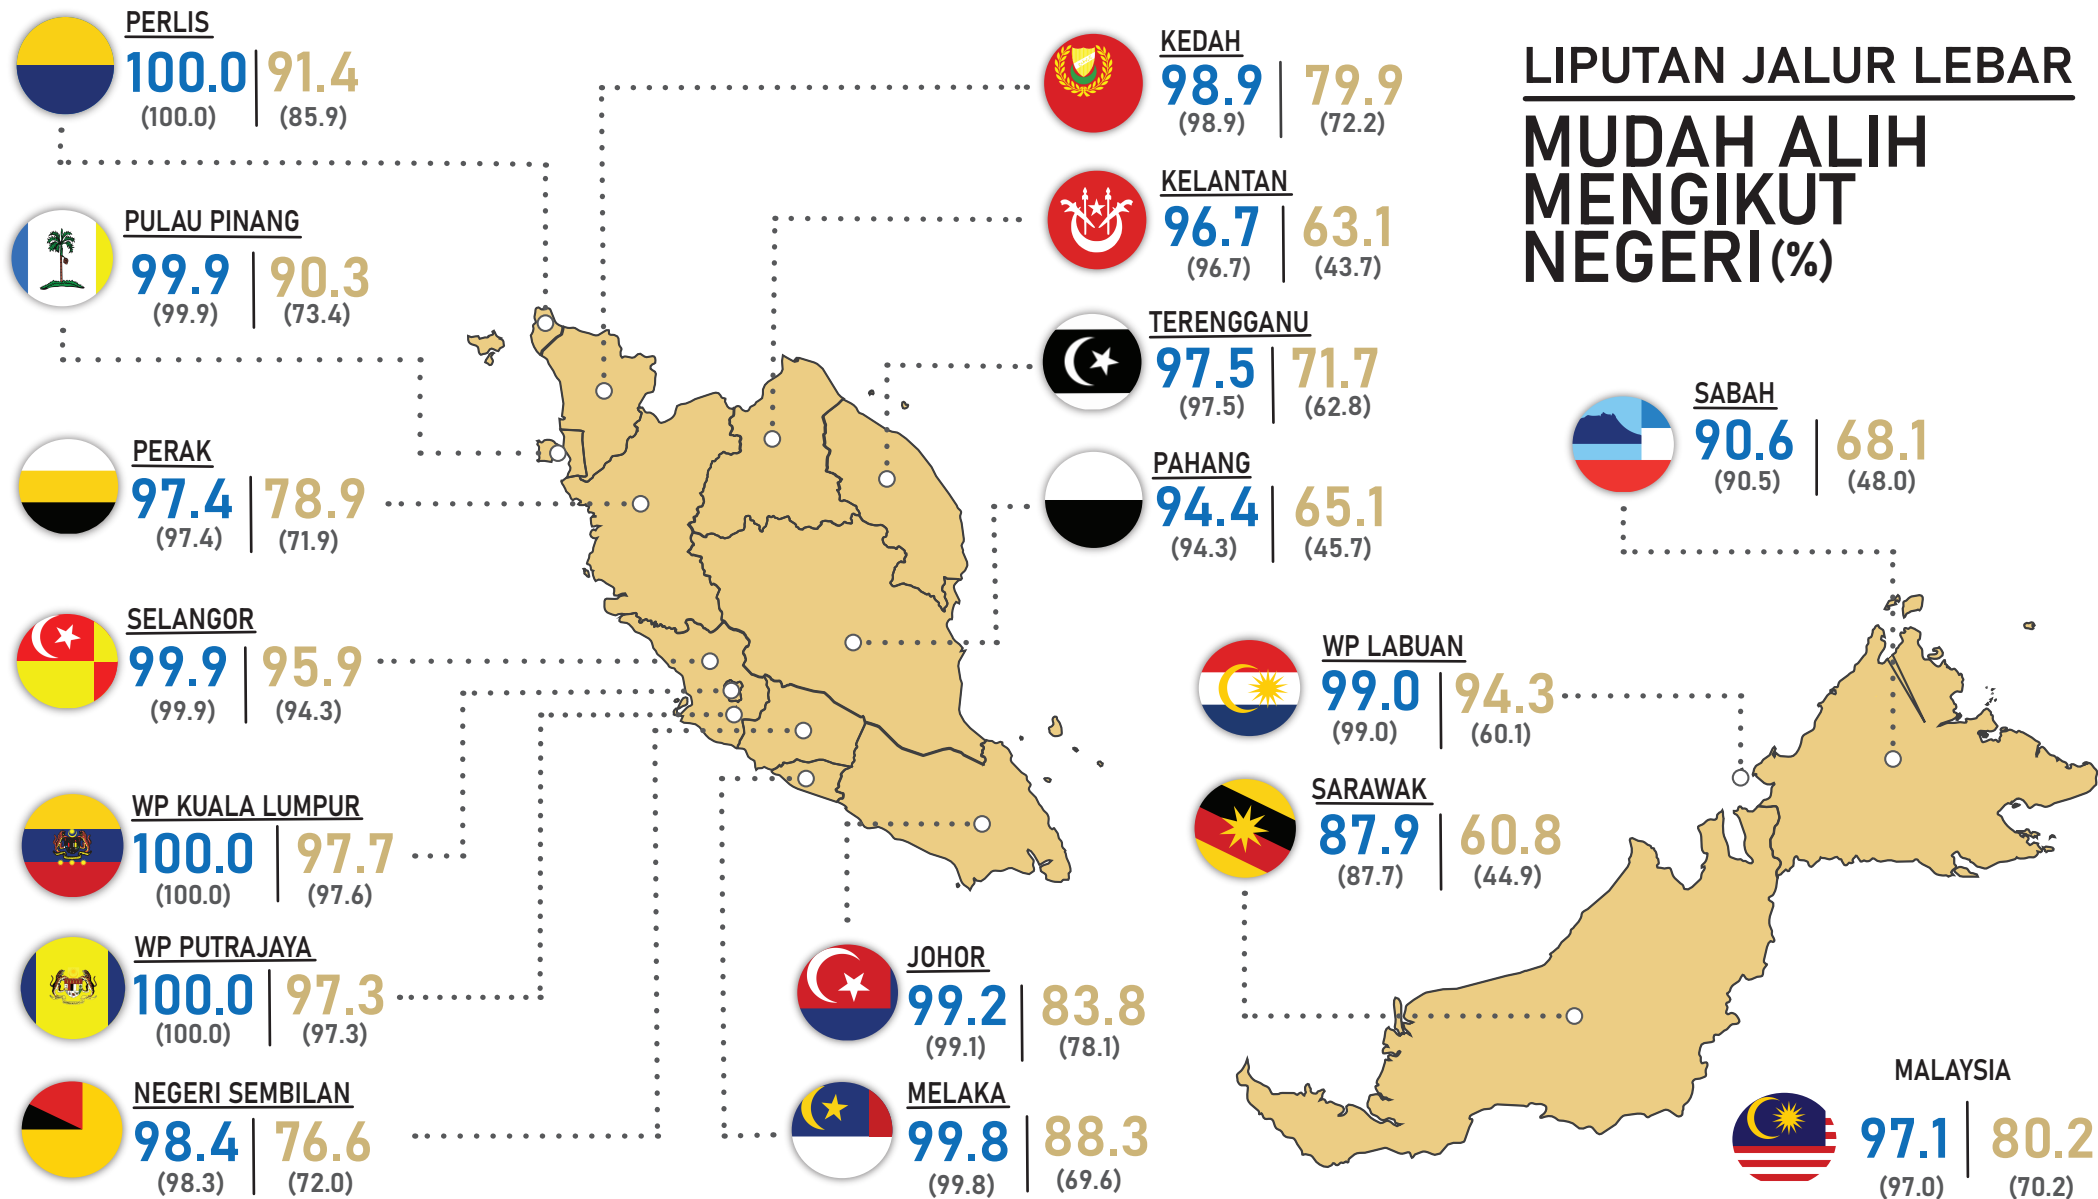 LIPUTAN JALUR LEBAR
MUDAH ALIH
MENGIKUT
NEGERI (%)
PERLIS
100.0 91.4
(100.0) (85.9)
PULAU PINANG
99.9 90.3
(99.9) (73.4)
PERAK
97.4 78.9
(97.4) (71.9)
SELANGOR
99.9 95.9
(99.9) (94.3)
WP KUALA LUMPUR
100.0 97.7
(100.0) (97.6)
WP PUTRAJAYA
100.0 97.3
(100.0) (97.3)
NEGERI SEMBILAN
98.4 76.6
(98.3) (72.0)
KEDAH
98.9 79.9
(98.9) (72.2)
KELANTAN
96.7 63.1
(96.7) (43.7)
TERENGGANU
97.5 71.7
(97.5) (62.8)
PAHANG
94.4 65.1
(94.3) (45.7)
JOHOR
99.2 83.8
(99.1) (78.1)
MELAKA
99.8 88.3
(99.8) (69.6)
SABAH
90.6 68.1
(90.5) (48.0)
WP LABUAN
99.0 94.3
(99.0) (60.1)
SARAWAK
87.9 60.8
(87.7) (44.9)
MALAYSIA
97.1 80.2
(97.0) (70.2)